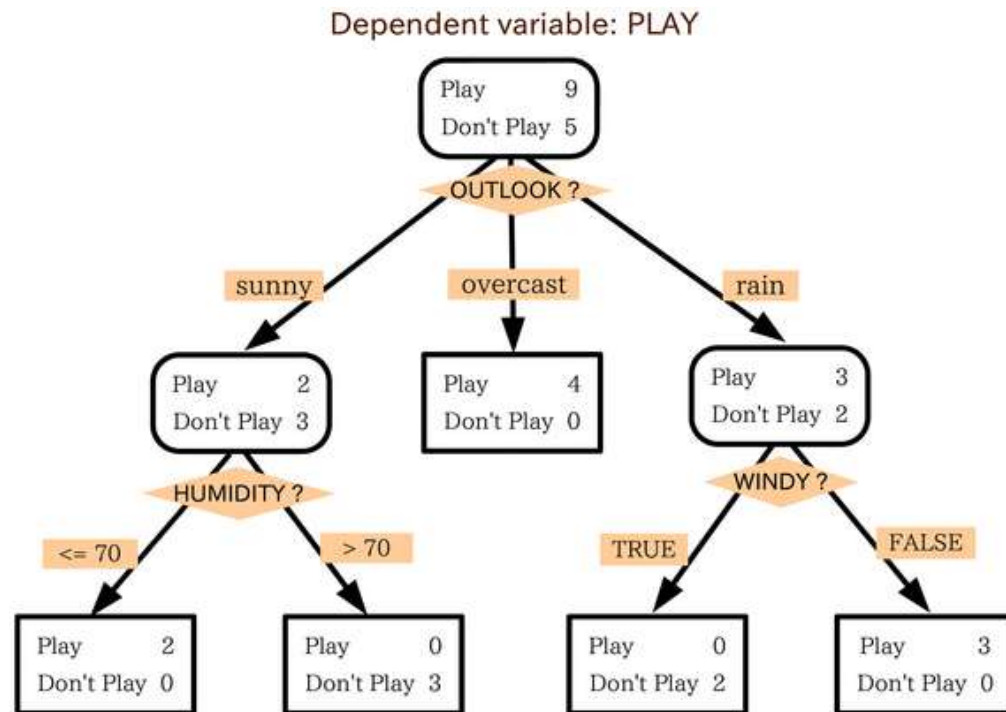 Dependent variable: PLAY
Play 9
Don't Play 5
OUTLOOK ?
sunny
overcast
rain
Play 2
Don't Play 3
Play 4
Don't Play 0
Play 3
Don't Play 2
HUMIDITY ?
WINDY ?
<= 70
> 70
TRUE
FALSE
Play 2
Don't Play 0
Play 0
Don't Play 3
Play 0
Don't Play 2
Play 3
Don't Play 0